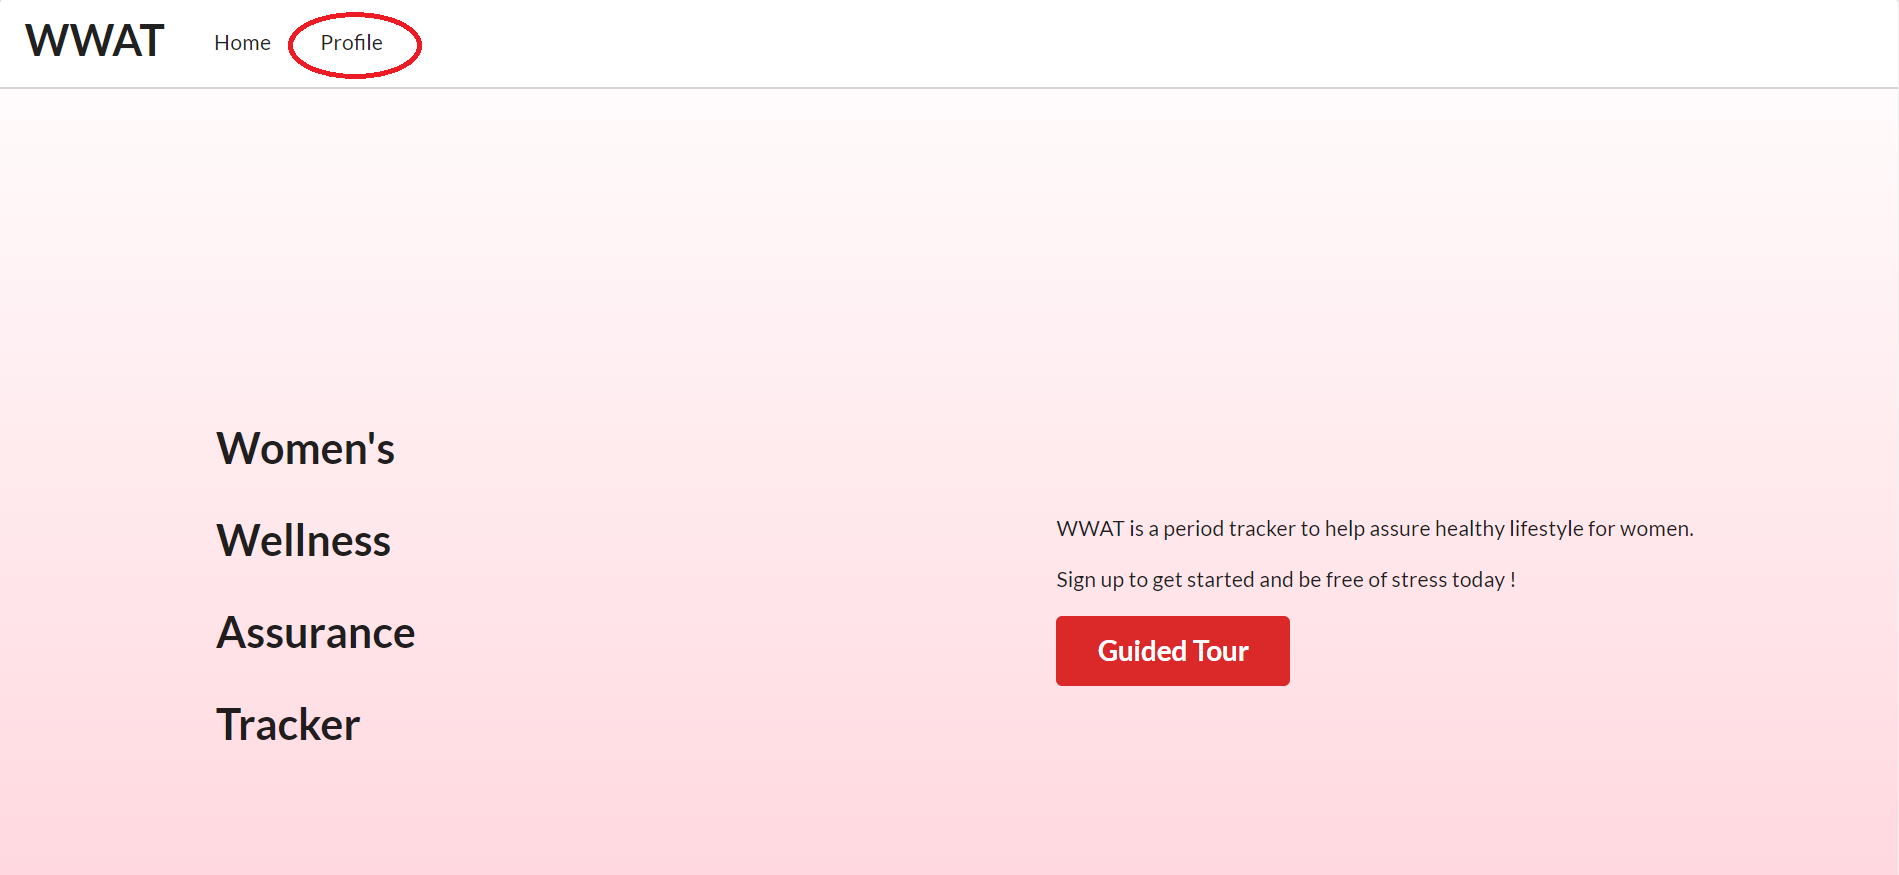 WWAT Home Profile
Women's
Wellness
Assurance
Tracker
WWAT is a period tracker to help assure healthy lifestyle for women.
Sign up to get started and be free of stress today !
Guided Tour